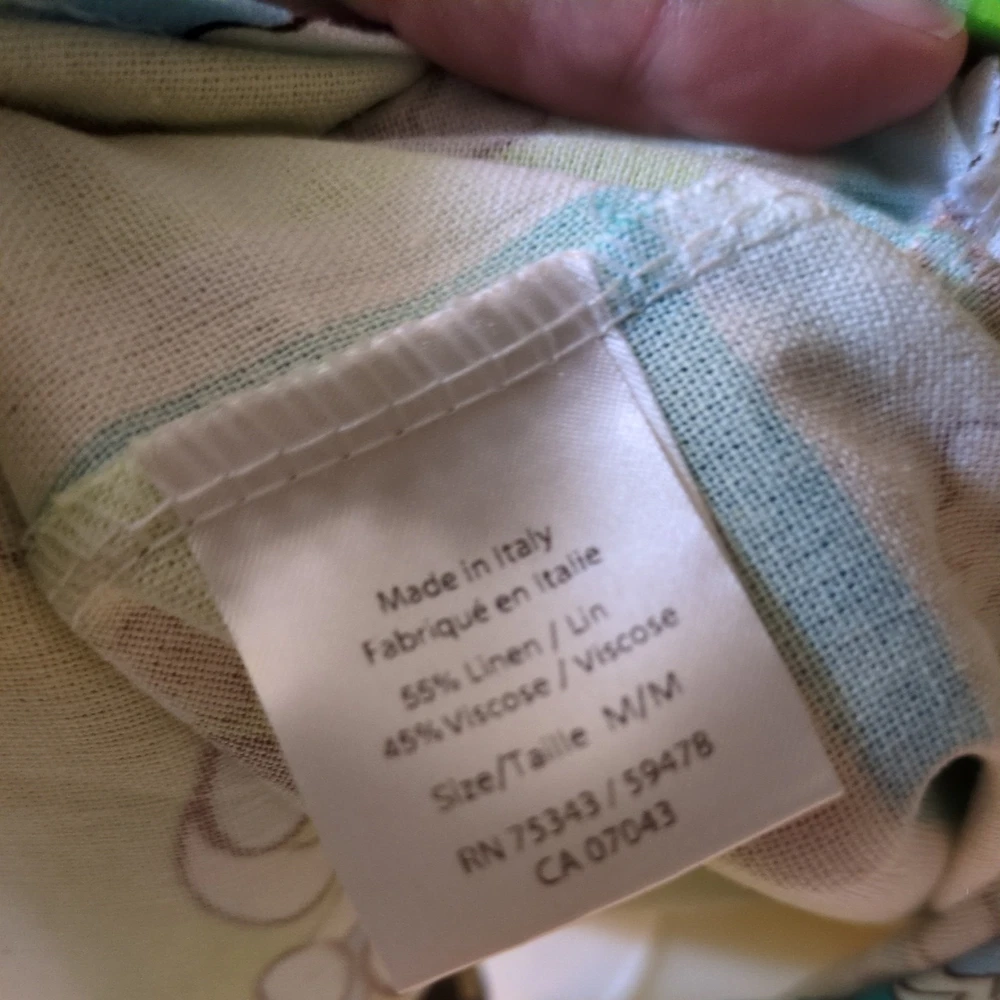 Made in Italy
Fabriqué en Italie
55% Linen / Lin
45% Viscose / Viscose
Size/Taille M/M
RN 75343 / 59478
CA 07043